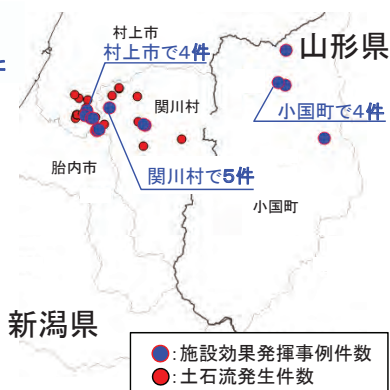 村上市
山形県
村上市で4件
件
関川村
小国町で4件
関川村で5件
胎内市
小国町
新潟県
●:施設効果発揮事例件数
●:土石流発生件数